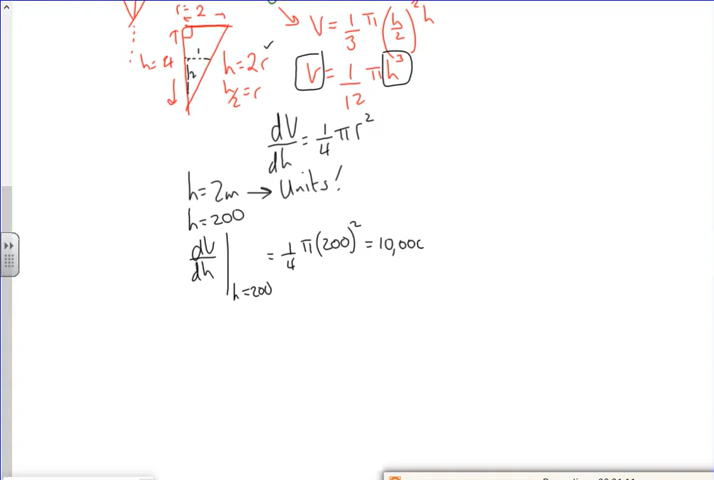 r=2
V = 1/3 π (h/2)² h
h=4
h
h=2r ✓
h/2=r
V = 1/12 π h³
dV/dh = 1/4 π r²
h=2m → Units!
h=200
dV/dh | h=200 = 1/4 π (200)² = 10,000